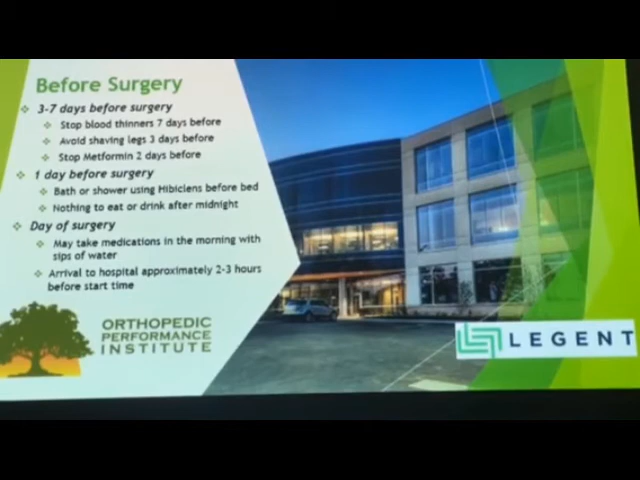 Before Surgery
3-7 days before surgery
Stop blood thinners 7 days before
Avoid shaving legs 3 days before
Stop Metformin 2 days before
1 day before surgery
Bath or shower using Hibiclens before bed
Nothing to eat or drink after midnight
Day of surgery
May take medications in the morning with
sips of water
Arrival to hospital approximately 2-3 hours
before start time
ORTHOPEDIC
PERFORMANCE
INSTITUTE
LEGENT